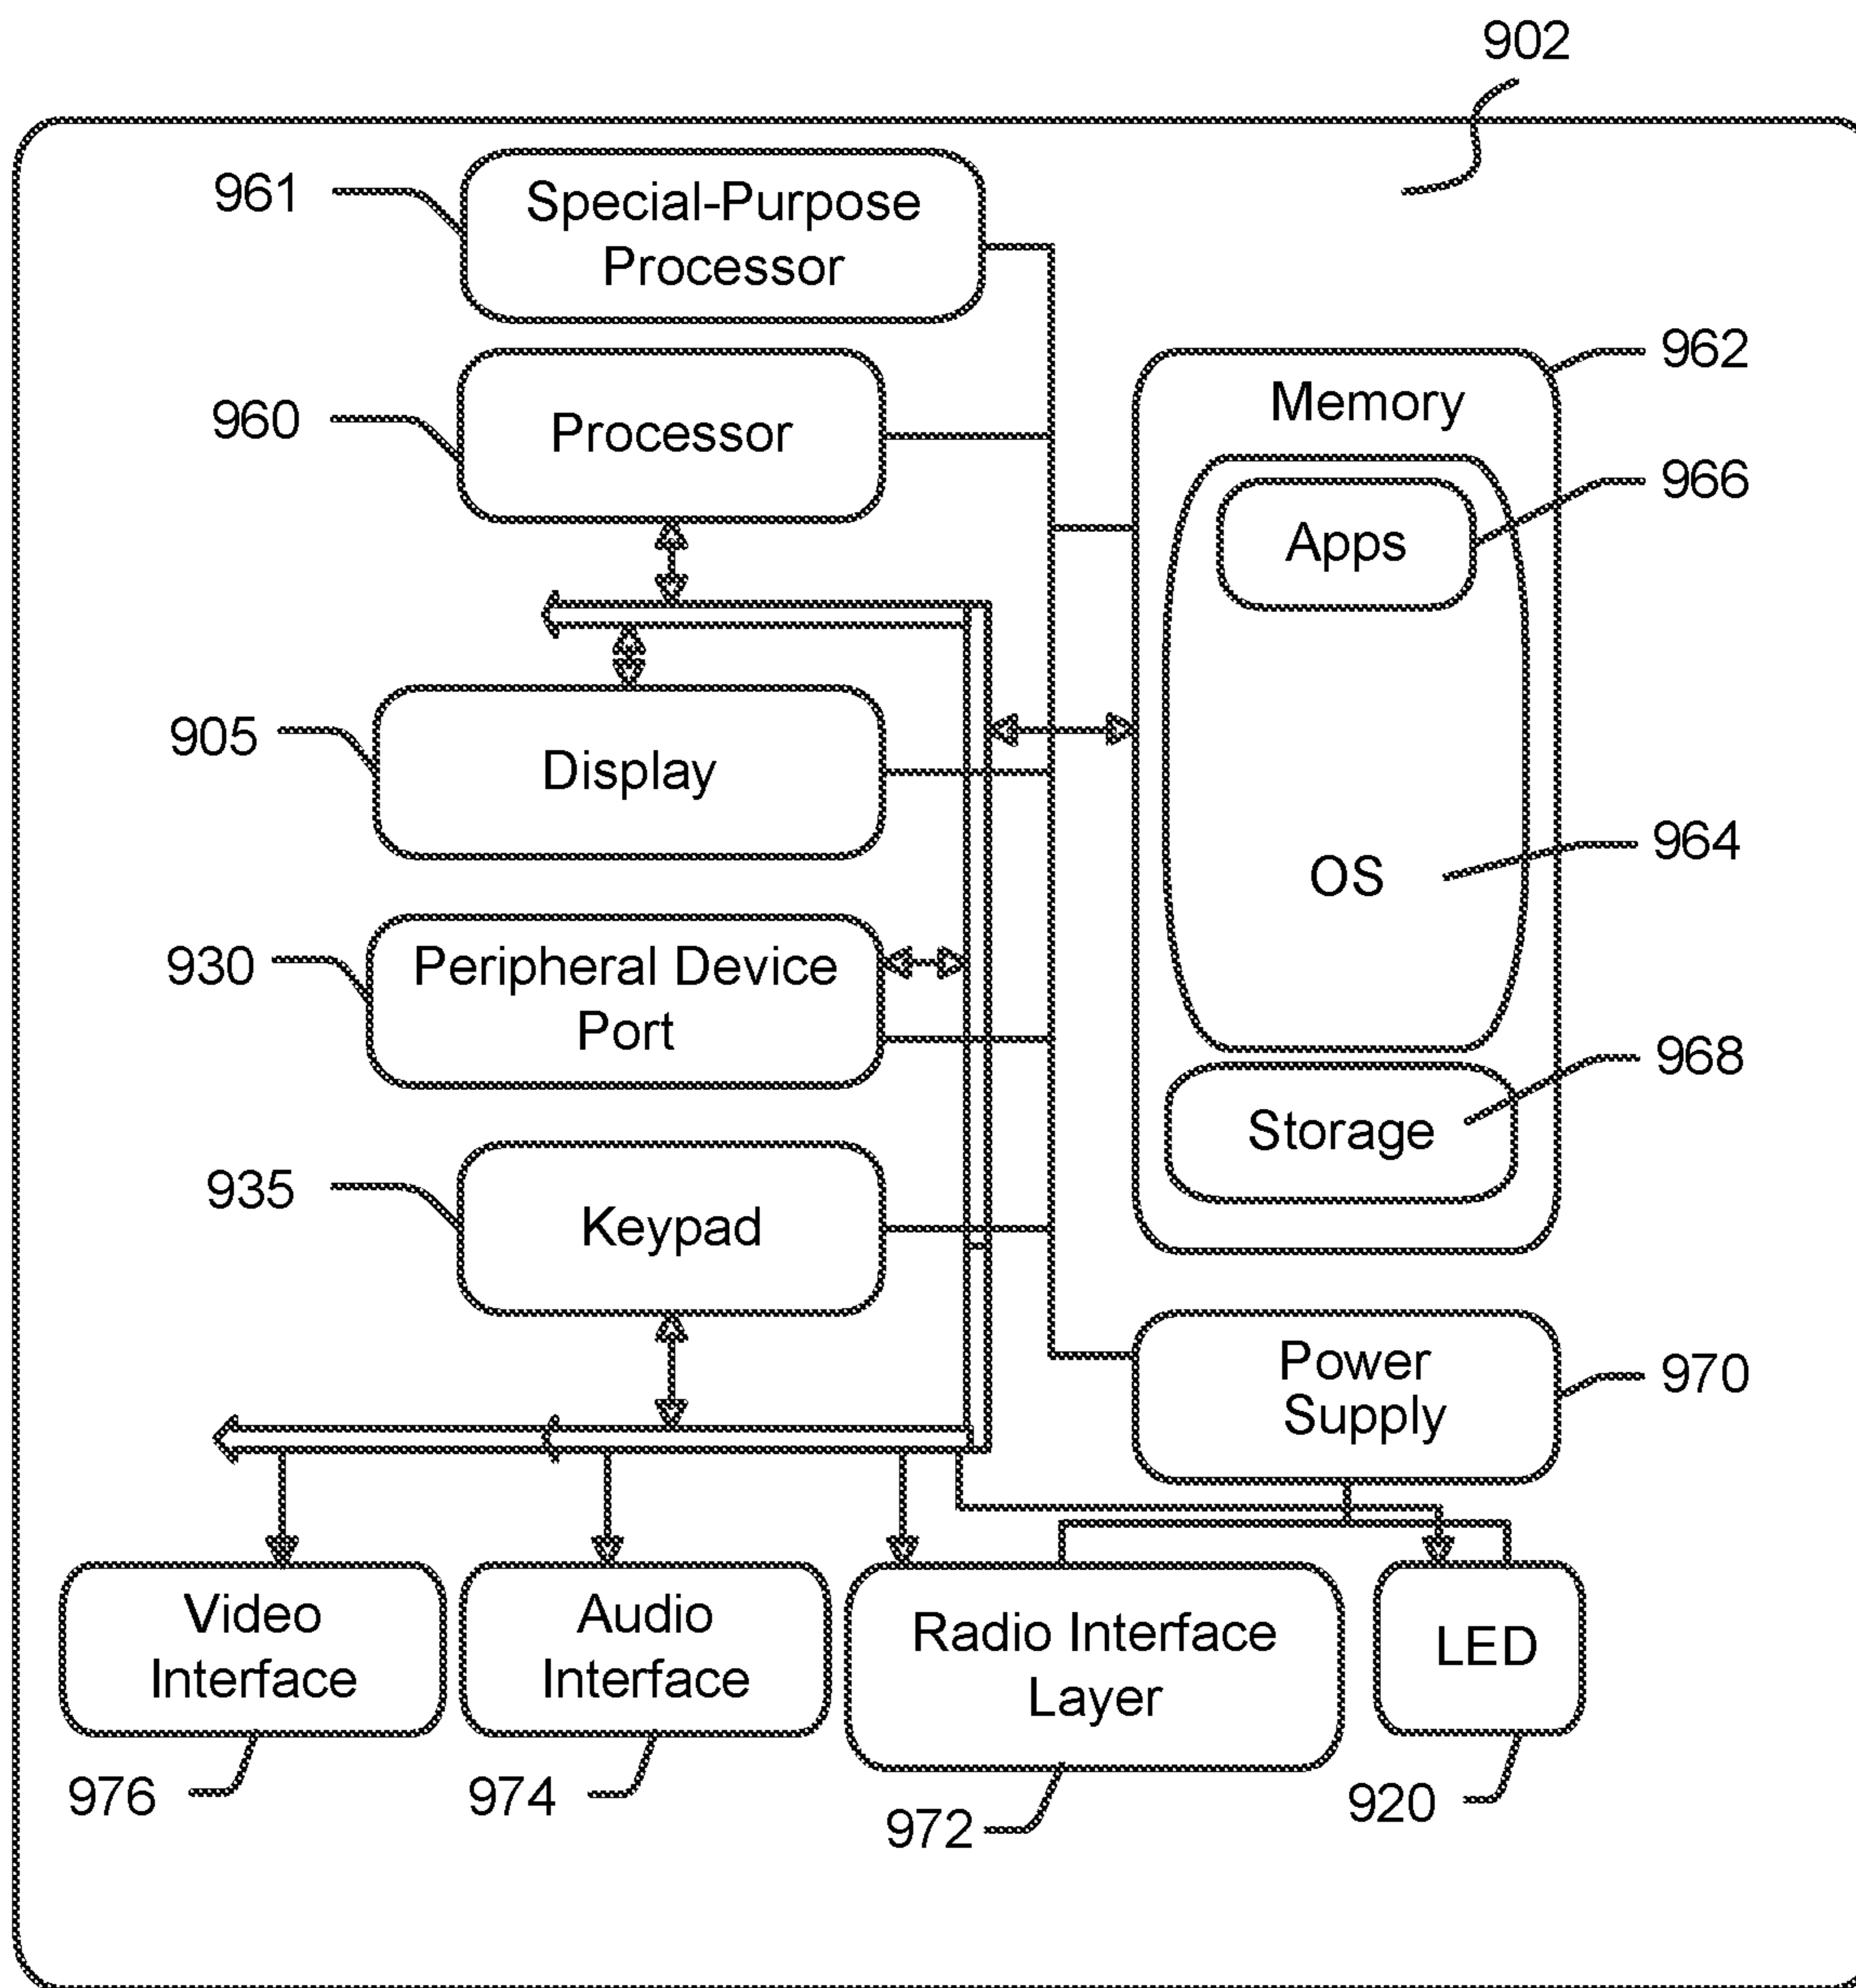 902
961
Special-Purpose
Processor
962
Memory
960
Processor
966
Apps
905
Display
964
OS
930
Peripheral Device
Port
968
Storage
935
Keypad
Power
Supply
970
Video
Interface
Audio
Interface
Radio Interface
Layer
LED
976
974
972
920